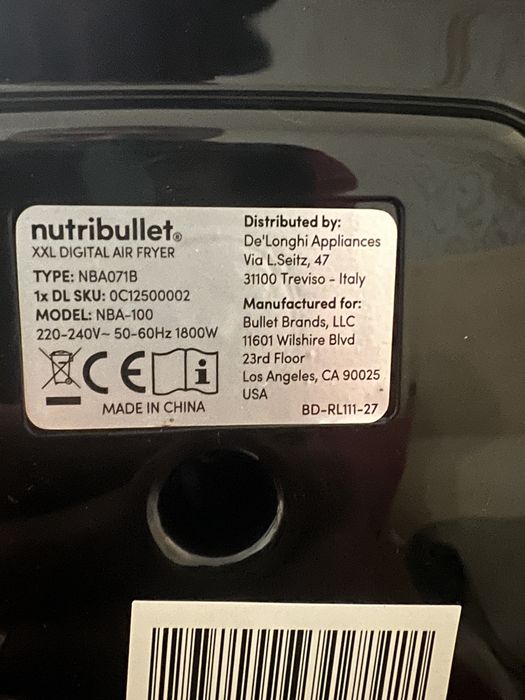 nutribullet®
XXL DIGITAL AIR FRYER
TYPE: NBA071B
1x DL SKU: 0C12500002
MODEL: NBA-100
220-240V~ 50-60Hz 1800W
CE
i
MADE IN CHINA
Distributed by:
De'Longhi Appliances
Via L.Seitz, 47
31100 Treviso - Italy
Manufactured for:
Bullet Brands, LLC
11601 Wilshire Blvd
23rd Floor
Los Angeles, CA 90025
USA
BD-RL111-27